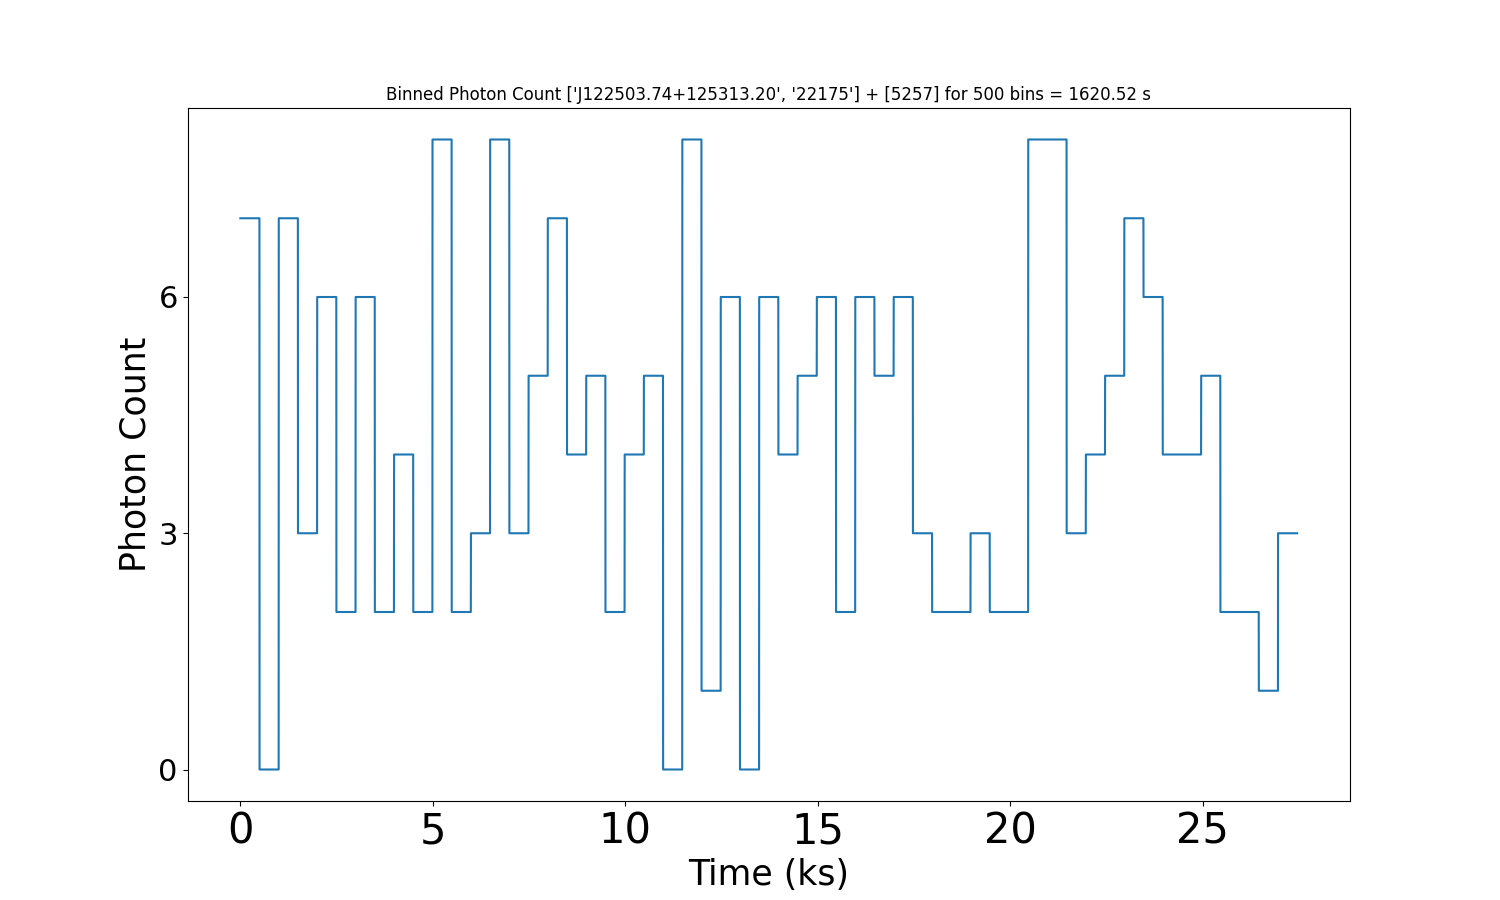 Binned Photon Count ['J122503.74+125313.20', '22175'] + [5257] for 500 bins = 1620.52 s
6
3
0
Photon Count
0 5 10 15 20 25
Time (ks)